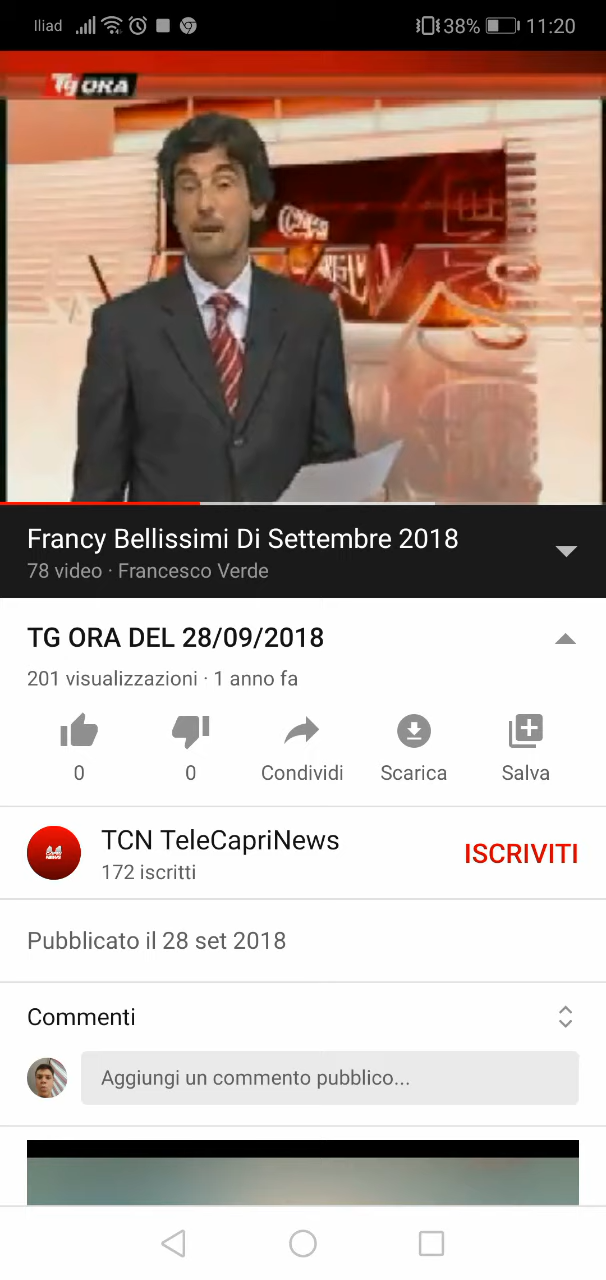 Iliad
38%
11:20
Tg ORA
Francy Bellissimi Di Settembre 2018
78 video · Francesco Verde
TG ORA DEL 28/09/2018
201 visualizzazioni · 1 anno fa
0
0
Condividi
Scarica
Salva
TCN TeleCapriNews
172 iscritti
ISCRIVITI
Pubblicato il 28 set 2018
Commenti
Aggiungi un commento pubblico...